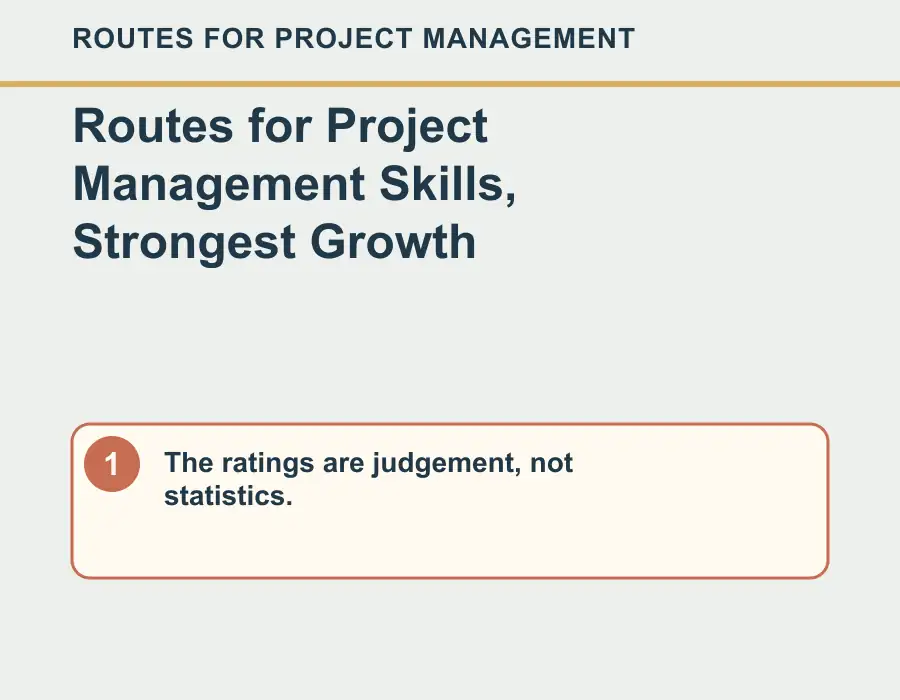 ROUTES FOR PROJECT MANAGEMENT
Routes for Project
Management Skills,
Strongest Growth
1
The ratings are judgement, not
statistics.